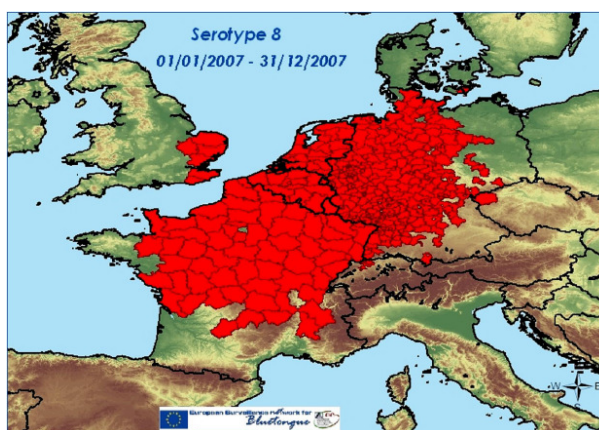 Serotype 8
01/01/2007 - 31/12/2007
W E
S
European Surveillance network for
Bluetongue